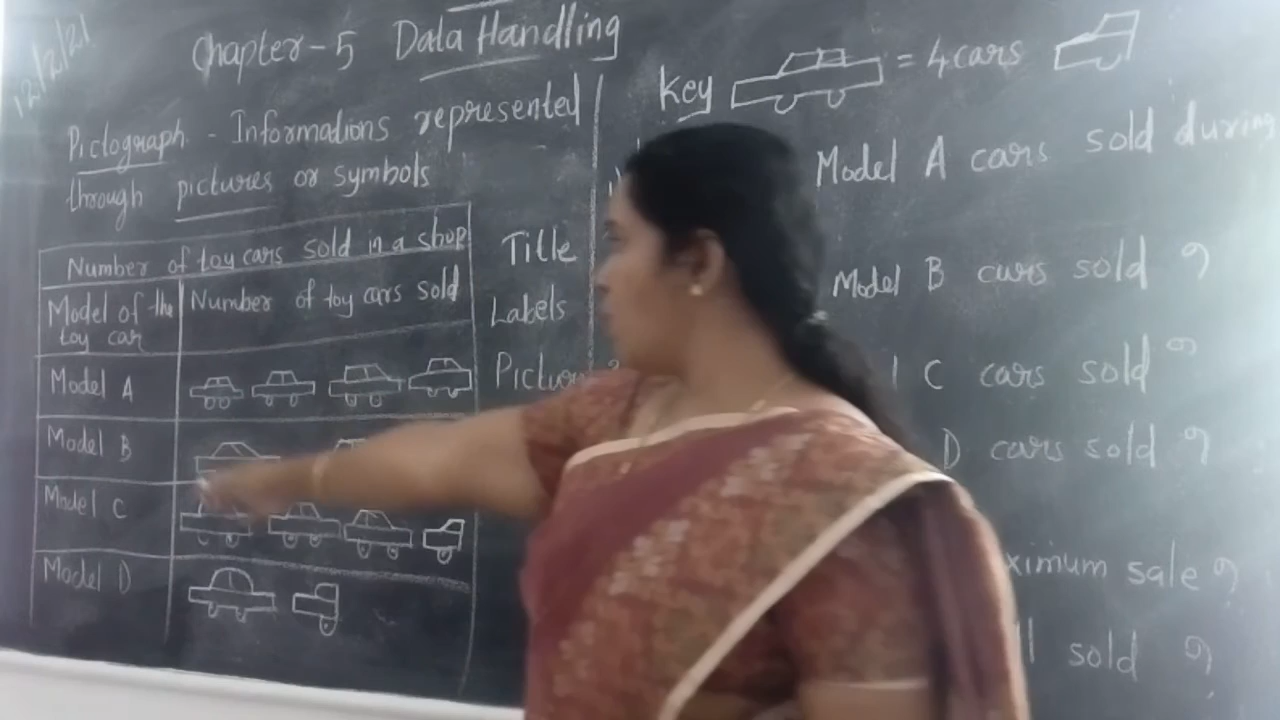 12/2/21
Chapter-5 Data Handling
Pictograph - Informations represented
through pictures or symbols
Number of toy cars sold in a shop
Model of the
toy car
Number of toy cars sold
Model A
Model B
Model C
Model D
Title
Labels
Key = 4 cars
Model A cars sold during
Model B cars sold ?
C cars sold ?
D cars sold ?
sale ?
sold ?